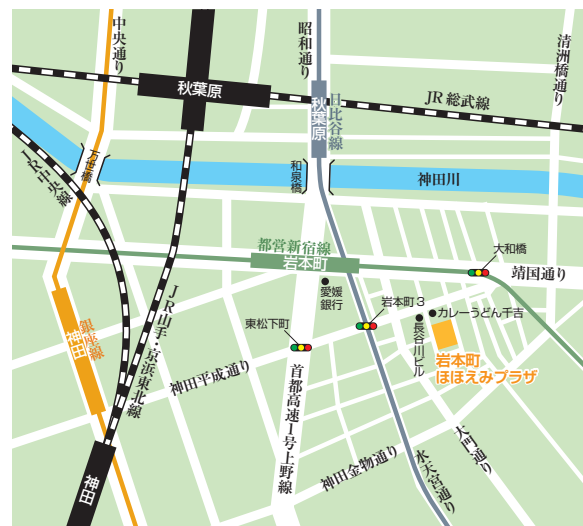 中央通り
昭和通り
清洲橋通り
秋葉原
JR 総武線
秋葉原
日比谷線
JR中央線
万世橋
和泉橋
神田川
都営新宿線
岩本町
大和橋
靖国通り
愛媛
銀行
岩本町 3
カレーうどん千吉
長谷川ビル
東松下町
岩本町
ほほえみプラザ
神田
銀座線
JR山手・京浜東北線
神田平成通り
首都高速1号上野線
神田金物通り
水天宮通り
大門通り
神田